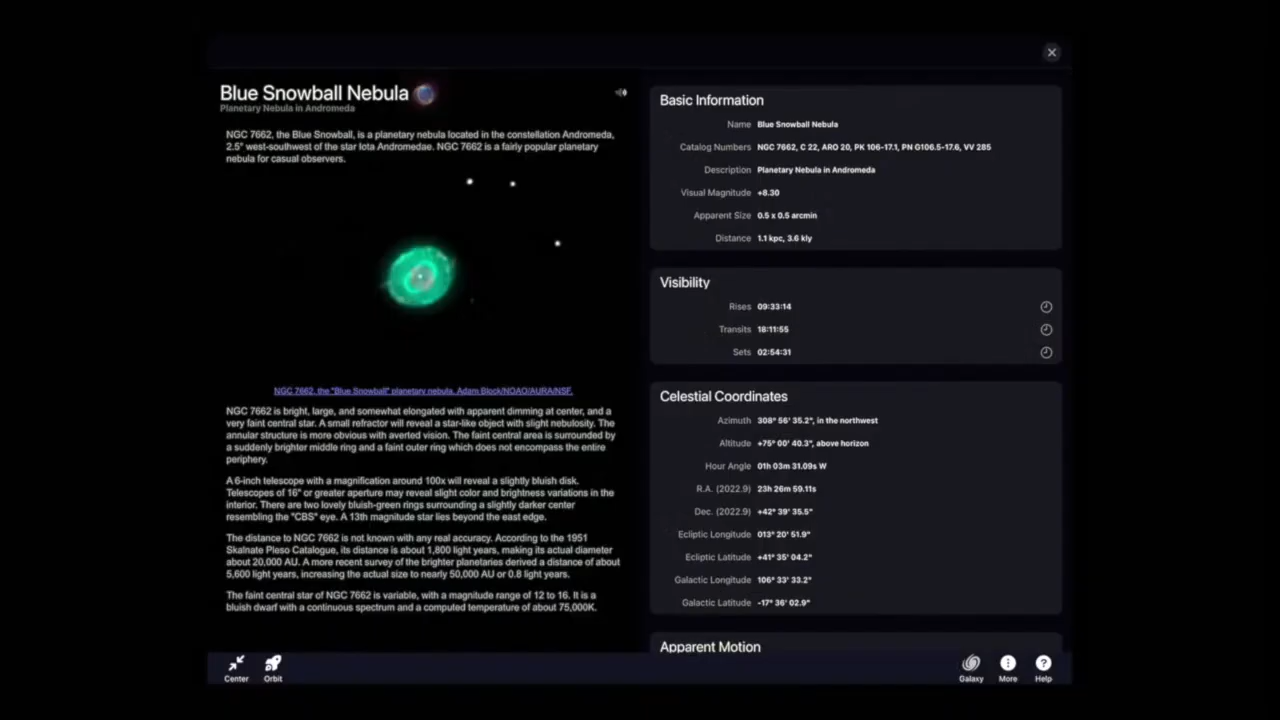 Blue Snowball Nebula
Planetary Nebula in Andromeda
NGC 7662, the Blue Snowball, is a planetary nebula located in the constellation Andromeda,
2.5° west-southwest of the star Iota Andromedae. NGC 7662 is a fairly popular planetary
nebula for casual observers.
NGC 7662, the "Blue Snowball" planetary nebula. Adam Block/NOAO/AURA/NSF.
NGC 7662 is bright, large, and somewhat elongated with apparent dimming at center, and a
very faint central star. A small refractor will reveal a star-like object with slight nebulosity. The
annular structure is more obvious with averted vision. The faint central area is surrounded by
a suddenly brighter middle ring and a faint outer ring which does not encompass the entire
periphery.
A 6-inch telescope with a magnification around 100x will reveal a slightly bluish disk.
Telescopes of 16" or greater aperture may reveal slight color and brightness variations in the
interior. There are two lovely bluish-green rings surrounding a slightly darker center
resembling the "CBS" eye. A 13th magnitude star lies beyond the east edge.
The distance to NGC 7662 is not known with any real accuracy. According to the 1951
Skalnate Pleso Catalogue, its distance is about 1,800 light years, making its actual diameter
about 20,000 AU. A more recent survey of the brighter planetaries derived a distance of about
5,600 light years, increasing the actual size to nearly 50,000 AU or 0.8 light years.
The faint central star of NGC 7662 is variable, with a magnitude range of 12 to 16. It is a
bluish dwarf with a continuous spectrum and a computed temperature of about 75,000K.
Basic Information
Name Blue Snowball Nebula
Catalog Numbers NGC 7662, C 22, ARO 20, PK 106-17.1, PN G106.5-17.6, VV 285
Description Planetary Nebula in Andromeda
Visual Magnitude +8.30
Apparent Size 0.5 x 0.5 arcmin
Distance 1.1 kpc, 3.6 kly
Visibility
Rises 09:33:14
Transits 18:11:55
Sets 02:54:31
Celestial Coordinates
Azimuth 308° 56' 35.2", in the northwest
Altitude +75° 00' 40.3", above horizon
Hour Angle 01h 03m 31.09s W
R.A. (2022.9) 23h 26m 59.11s
Dec. (2022.9) +42° 39' 35.5"
Ecliptic Longitude 013° 20' 51.9"
Ecliptic Latitude +41° 35' 04.2"
Galactic Longitude 106° 33' 33.2"
Galactic Latitude -17° 36' 02.9"
Apparent Motion
Center Orbit Galaxy More Help